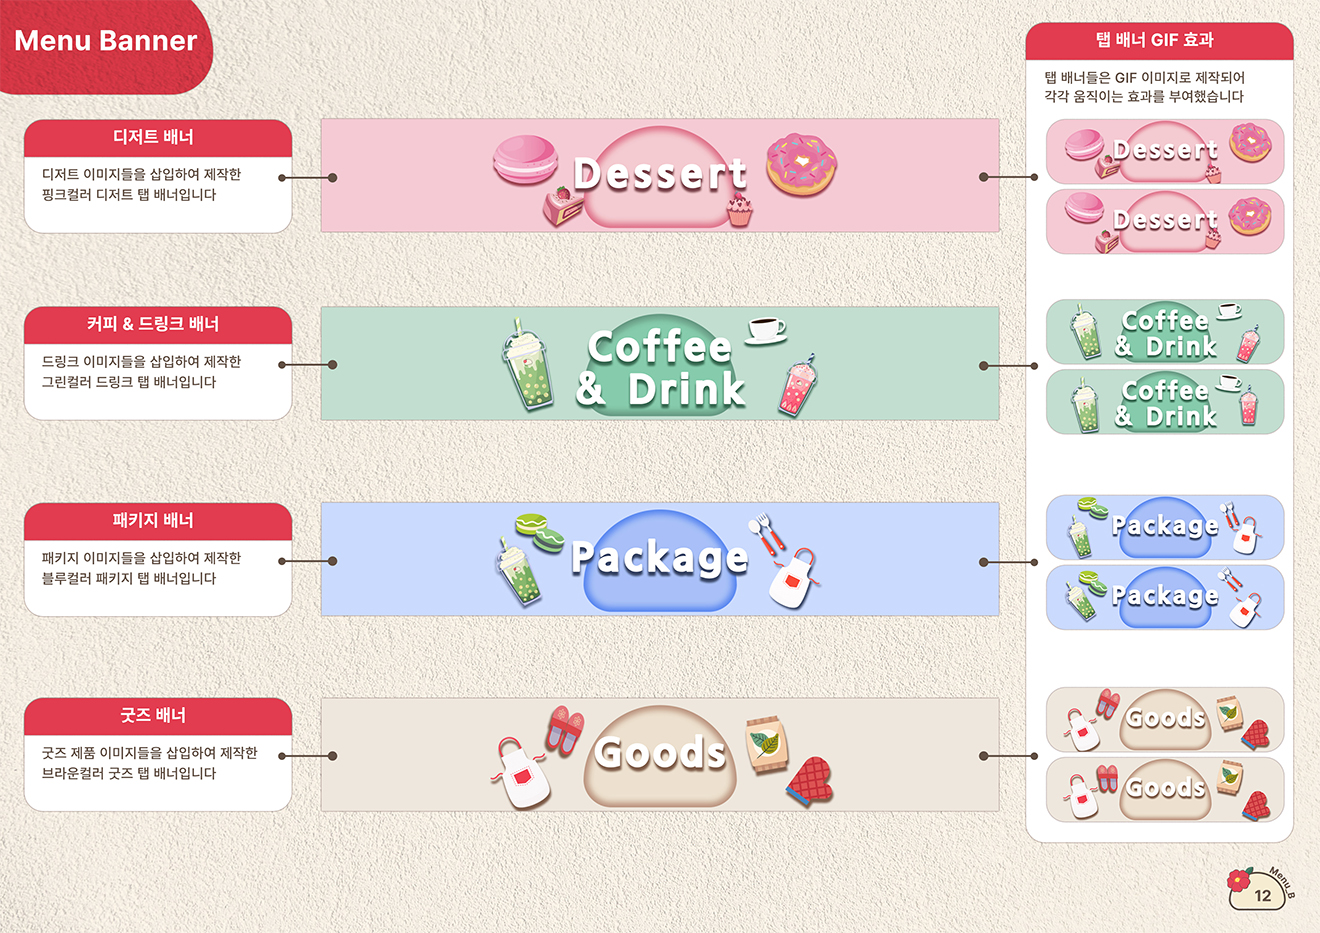 Menu Banner
디저트 배너
디저트 이미지들을 삽입하여 제작한
핑크컬러 디저트 탭 배너입니다
Dessert
커피 & 드링크 배너
드링크 이미지들을 삽입하여 제작한
그린컬러 드링크 탭 배너입니다
Coffee
& Drink
패키지 배너
패키지 이미지들을 삽입하여 제작한
블루컬러 패키지 탭 배너입니다
Package
굿즈 배너
굿즈 제품 이미지들을 삽입하여 제작한
브라운컬러 굿즈 탭 배너입니다
Goods
탭 배너 GIF 효과
탭 배너들은 GIF 이미지로 제작되어
각각 움직이는 효과를 부여했습니다
Dessert
Dessert
Coffee
& Drink
Coffee
& Drink
Package
Package
Goods
Goods
Menu_B
12